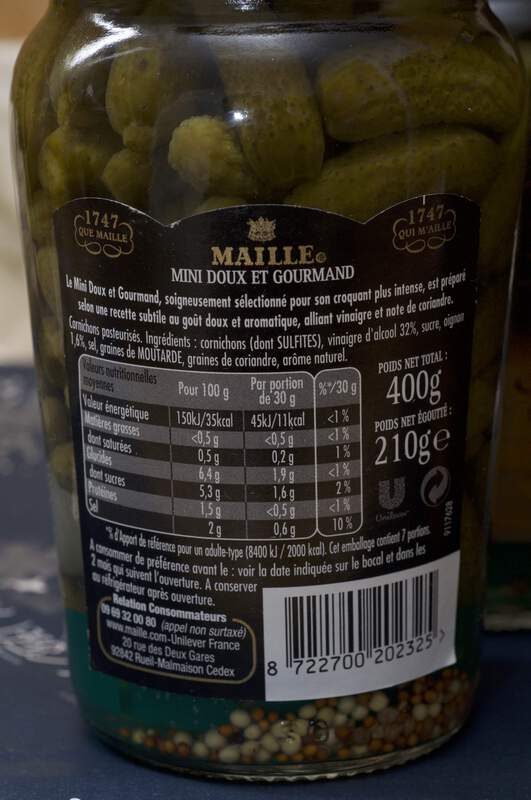 1747
QUE MAILLE
1747
QUI M'AILLE
MAILLE®
MINI DOUX ET GOURMAND
Le Mini Doux et Gourmand, soigneusement sélectionné pour son croquant plus intense, est préparé
selon une recette subtile au goût doux et aromatique, alliant vinaigre et note de coriandre.
Cornichons pasteurisés. Ingrédients : cornichons (dont SULFITES), vinaigre d'alcool 32%, sucre, oignon
1,6%, sel, graines de MOUTARDE, graines de coriandre, arôme naturel.
Valeurs nutritionnelles
moyennes
Pour 100 g
Par portion
de 30 g
%*/30 g
Valeur énergétique
150kJ/35kcal
45kJ/11kcal
<1 %
Matières grasses
<0,5 g
<0,5 g
<1 %
dont saturées
0,5 g
0,2 g
1 %
Glucides
6,4 g
1,9 g
<1 %
dont sucres
5,3 g
1,6 g
2 %
Protéines
1,5 g
<0,5 g
<1 %
Sel
2 g
0,6 g
10 %
POIDS NET TOTAL :
400g
POIDS NET ÉGOUTTÉ :
210g e
Unilever
9117428
*% d'Apport de référence pour un adulte-type (8400 kJ / 2000 kcal). Cet emballage contient 7 portions.
A consommer de préférence avant le : voir la date indiquée sur le bocal et dans les
2 mois qui suivent l'ouverture. A conserver
au réfrigérateur après ouverture.
Relation Consommateurs
09 69 32 00 80 (appel non surtaxé)
www.maille.com-Unilever France
20 rue des Deux Gares
92842 Rueil-Malmaison Cedex
8 722700 202325 >